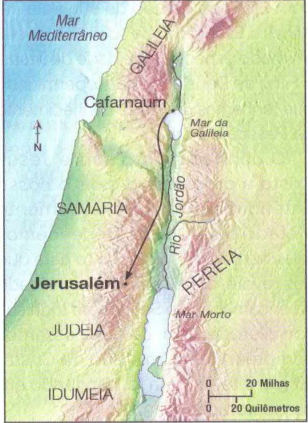 Mar
Mediterrâneo
GALILEIA
Cafarnaum
Mar da
Galileia
N
SAMARIA
Rio Jordão
Jerusalém
PEREIA
JUDEIA
Mar Morto
IDUMEIA
0 20 Milhas
0 20 Quilômetros